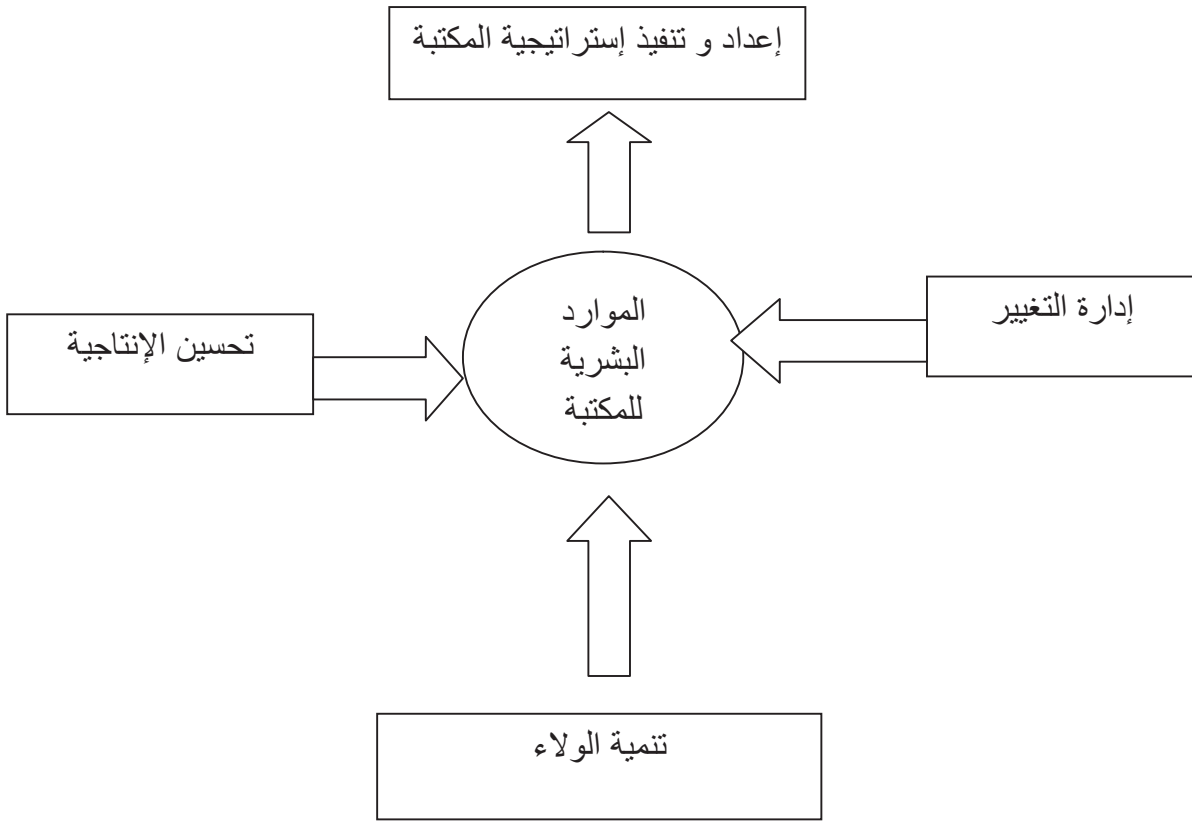 إعداد و تنفيذ إستراتيجية المكتبة
إدارة التغيير
الموارد
البشرية
للمكتبة
تحسين الإنتاجية
تنمية الولاء